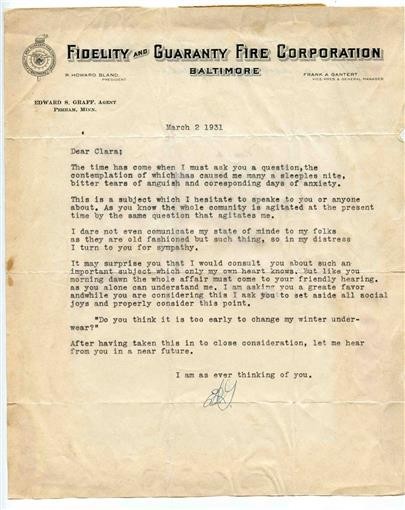 FIDELITY AND GUARANTY FIRE CORPORATION
BALTIMORE
R. HOWARD BLAND,
PRESIDENT
FRANK A GANTERT
VICE-PRES & GENERAL MANAGER
EDWARD S. GRAFF, AGENT
PERHAM, MINN.
March 2 1931
Dear Clara;
The time has come when I must ask you a question,the
contemplation of which has caused me many a sleeples nite,
bitter tears of anguish and coresponding days of anxiety.
This is a subject which I hesitate to speake to you or anyone
about. As you know the whole comunity is agitated at the present
time by the same question that agitates me.
I dare not even comunicate my state of minde to my folks
as they are old fashioned but such thing, so in my distress
I turn to you for sympathy.
It may surprise you that I would consult you about such an
important subject which only my own heart knows. But like you
morning dawn the whole affair must come to your friendly hearing.
as you alone can understand me. I am asking you a greate favor
andwhile you are considering this I ask you to set aside all social
joys and properly consider this point.
"Do you think it is too early to change my winter under-
wear?"
After having taken this in to close consideration, let me hear
from you in a near future.
I am as ever thinking of you.